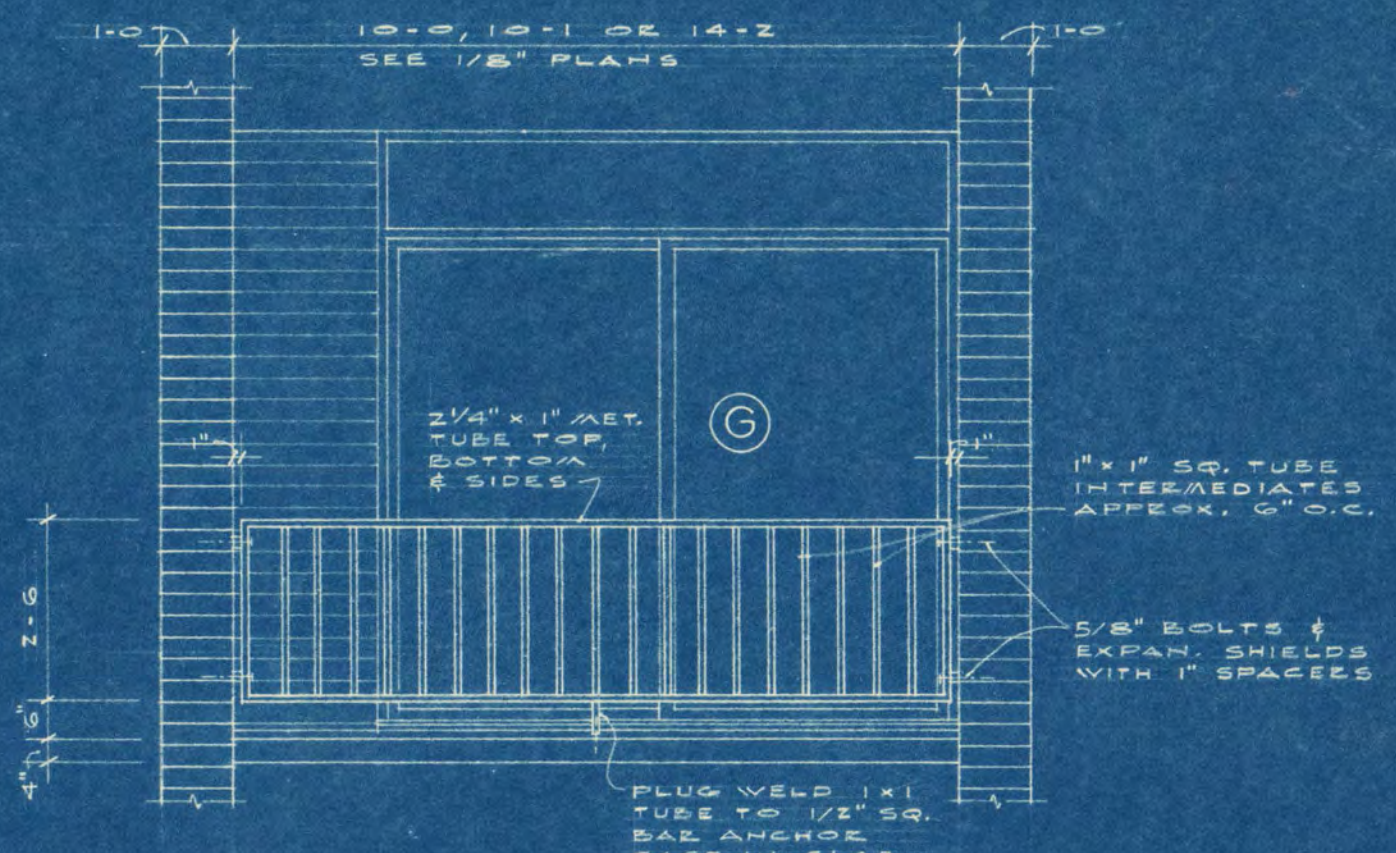 1-0
10-0, 10-1 OR 14-2
1-0
SEE 1/8" PLANS
2 1/4" x 1" MET.
TUBE TOP,
BOTTOM
& SIDES
G
1"
1"
1" x 1" SQ. TUBE
INTERMEDIATES
APPROX. 6" O.C.
2-6
5/8" BOLTS &
EXPAN. SHIELDS
WITH 1" SPACERS
6"
4"
PLUG WELD 1x1
TUBE TO 1/2" SQ.
BAR ANCHOR